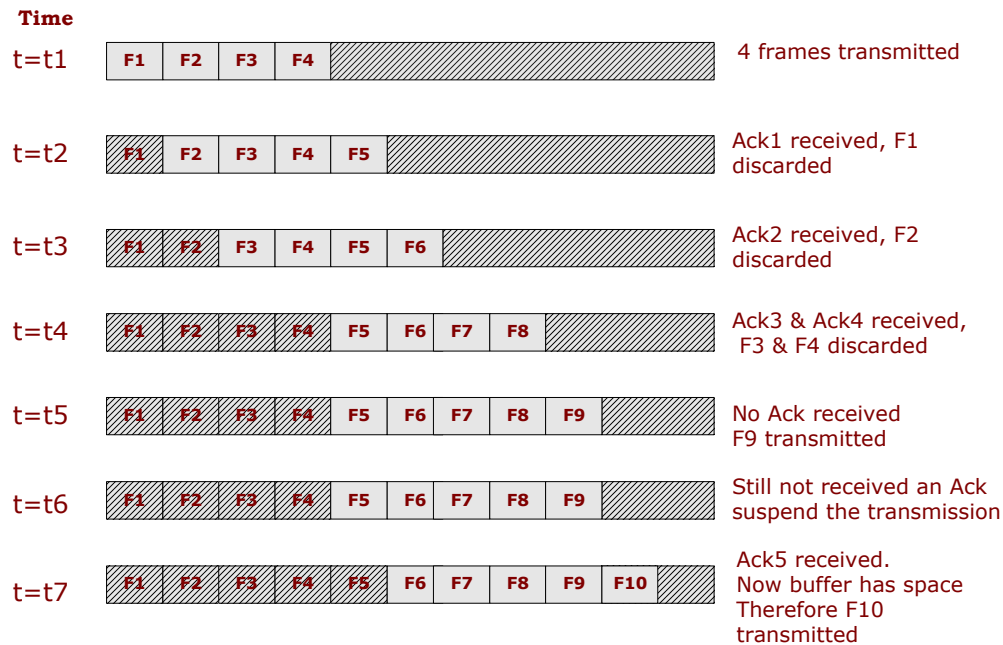 Time
t=t1 F1 F2 F3 F4 4 frames transmitted
t=t2 F1 F2 F3 F4 F5 Ack1 received, F1
discarded
t=t3 F1 F2 F3 F4 F5 F6 Ack2 received, F2
discarded
t=t4 F1 F2 F3 F4 F5 F6 F7 F8 Ack3 & Ack4 received,
F3 & F4 discarded
t=t5 F1 F2 F3 F4 F5 F6 F7 F8 F9 No Ack received
F9 transmitted
t=t6 F1 F2 F3 F4 F5 F6 F7 F8 F9 Still not received an Ack
suspend the transmission
t=t7 F1 F2 F3 F4 F5 F6 F7 F8 F9 F10 Ack5 received.
Now buffer has space
Therefore F10
transmitted